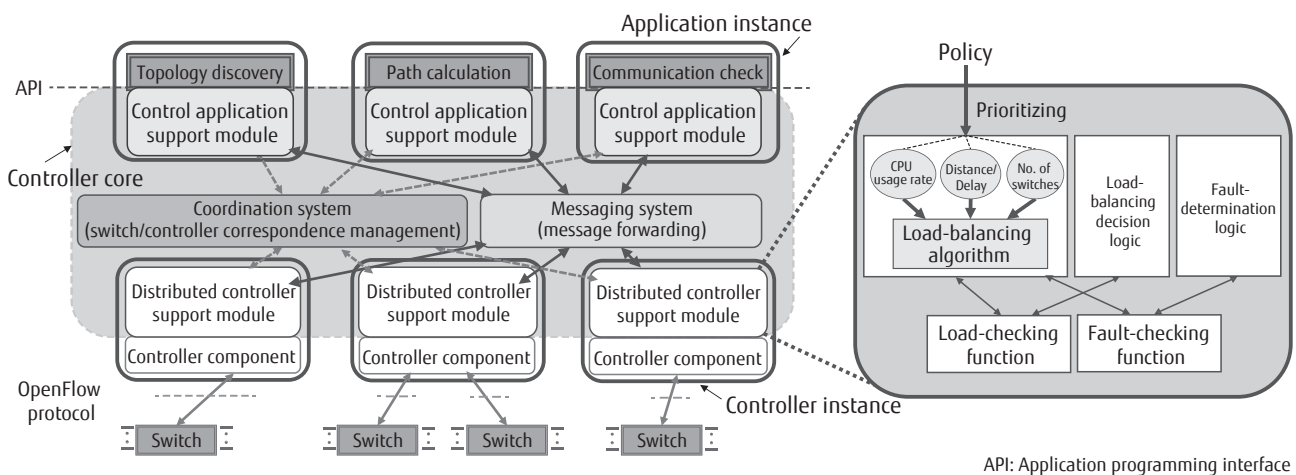 Application instance
Topology discovery
Path calculation
Communication check
API
Control application
support module
Control application
support module
Control application
support module
Controller core
Coordination system
(switch/controller correspondence management)
Messaging system
(message forwarding)
Distributed controller
support module
Distributed controller
support module
Distributed controller
support module
Controller component
Controller component
Controller component
OpenFlow
protocol
Controller instance
Switch
Switch
Switch
Switch
Policy
Prioritizing
CPU
usage rate
Distance/
Delay
No. of
switches
Load-balancing
algorithm
Load-
balancing
decision
logic
Fault-
determination
logic
Load-checking
function
Fault-checking
function
API: Application programming interface